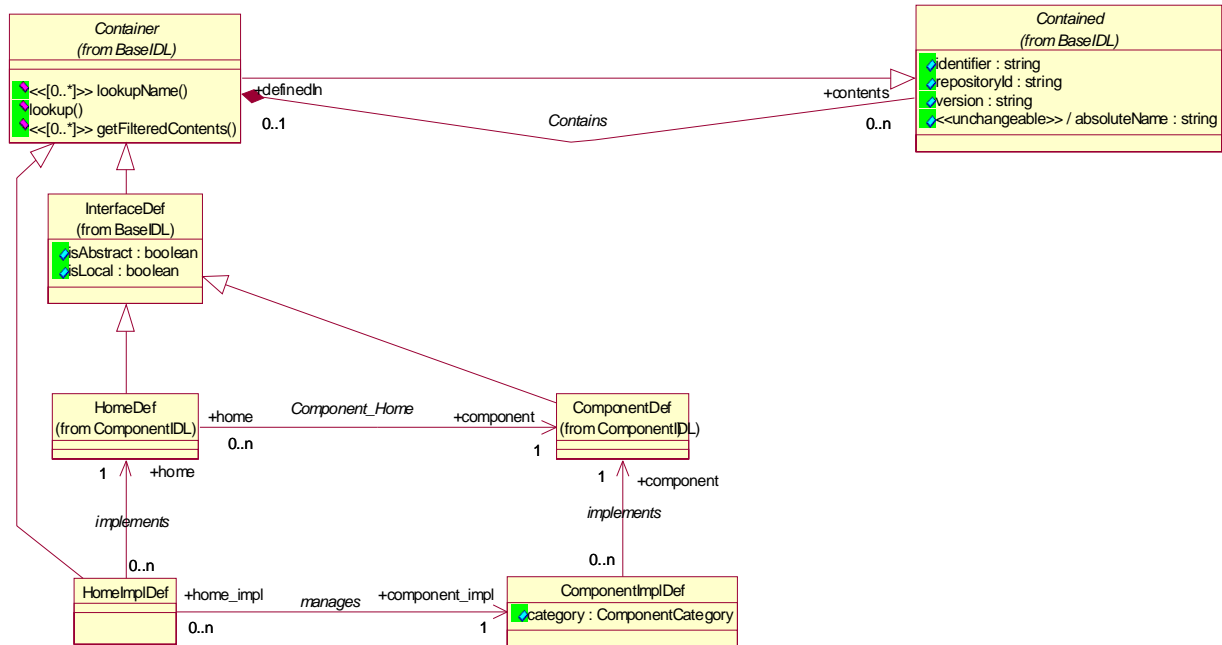 Container
(from BaseIDL)
<<[0..*]>> lookupName()
lookup()
<<[0..*]>> getFilteredContents()
Contained
(from BaseIDL)
identifier : string
repositoryId : string
version : string
<<unchangeable>> / absoluteName : string
+definedIn
0..1
Contains
+contents
0..n
InterfaceDef
(from BaseIDL)
isAbstract : boolean
isLocal : boolean
HomeDef
(from ComponentIDL)
+home
0..n
Component_Home
+component
1
ComponentDef
(from ComponentIDL)
1
+home
implements
0..n
1
+component
implements
0..n
HomeImplDef
+home_impl
0..n
manages
+component_impl
1
ComponentImplDef
category : ComponentCategory